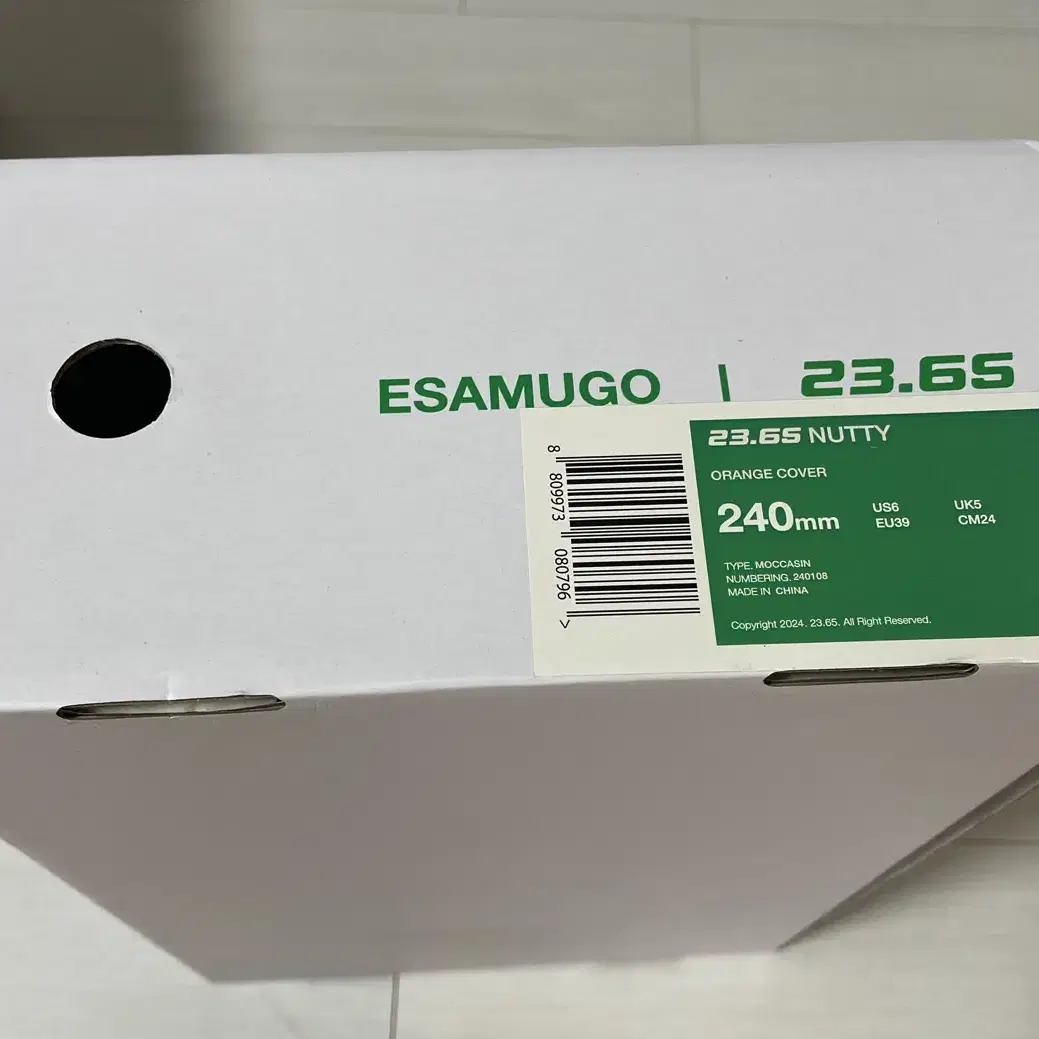 ESAMUGO | 23.65
23.65 NUTTY
ORANGE COVER
240mm
US6 UK5
EU39 CM24
TYPE. MOCCASIN
NUMBERING. 240108
MADE IN CHINA
Copyright 2024. 23.65. All Right Reserved.
8 809973 080796 >